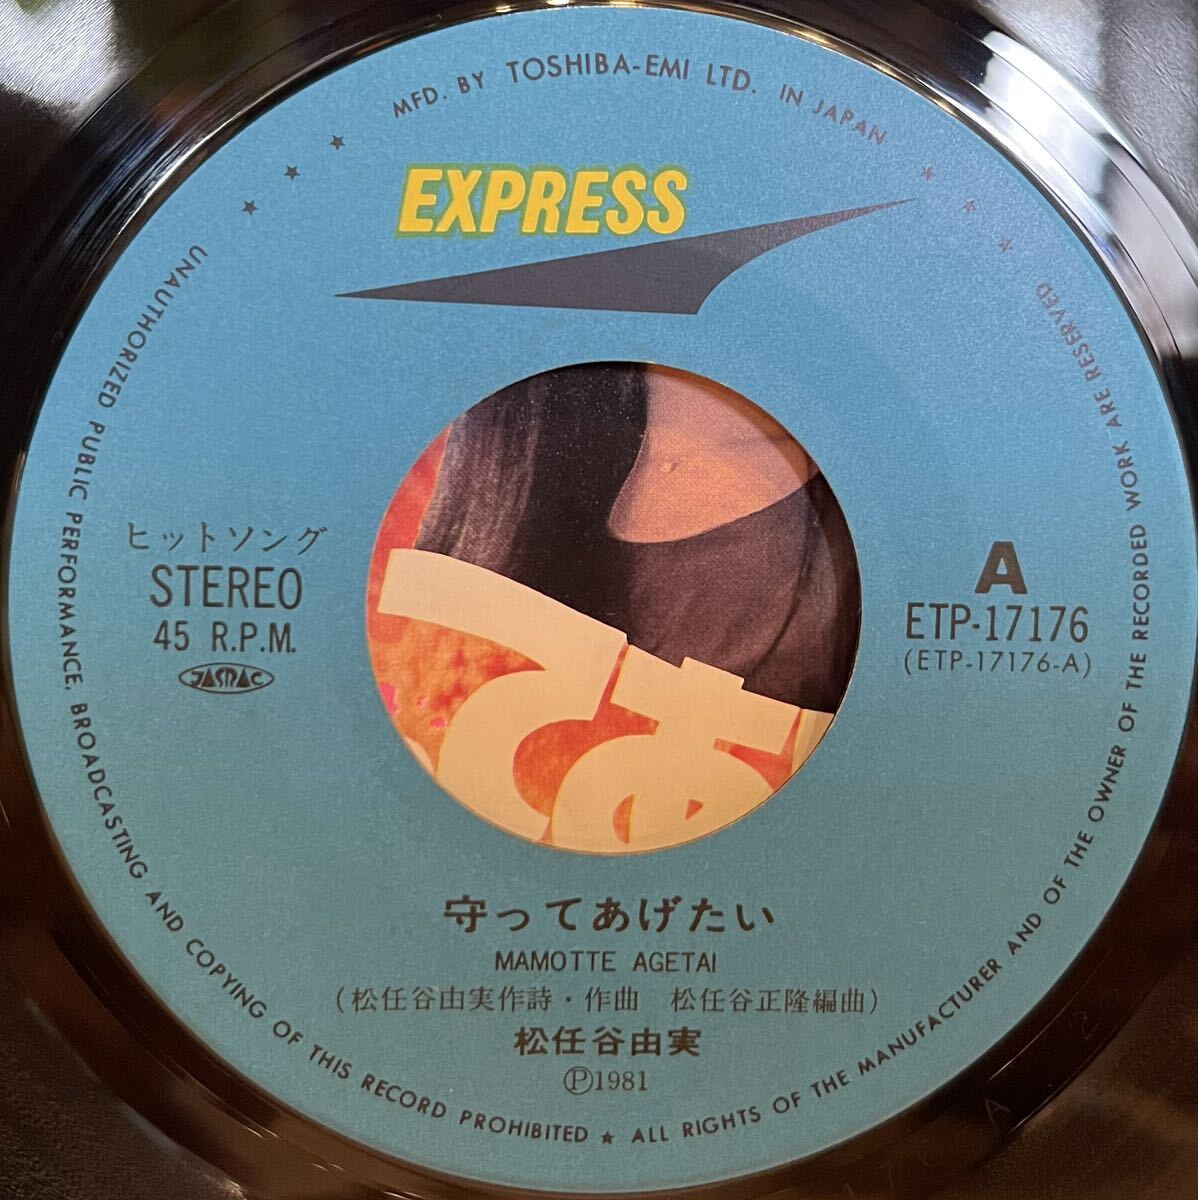 MFD. BY TOSHIBA-EMI LTD. IN JAPAN
EXPRESS
ヒットソング
STEREO
45 R.P.M.
JASRAC
A
ETP-17176
(ETP-17176-A)
守ってあげたい
MAMOTTE AGETAI
(松任谷由実作詩・作曲 松任谷正隆編曲)
松任谷由実
Ⓟ1981
UNAUTHORIZED PUBLIC PERFORMANCE, BROADCASTING AND COPYING OF THIS RECORD PROHIBITED ★ ALL RIGHTS OF THE MANUFACTURER AND OF THE OWNER OF THE RECORDED WORK ARE RESERVED